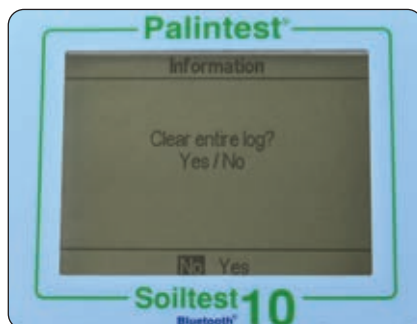 Palintest®
Information
Clear entire log?
Yes / No
No Yes
Soiltest 10
Bluetooth®